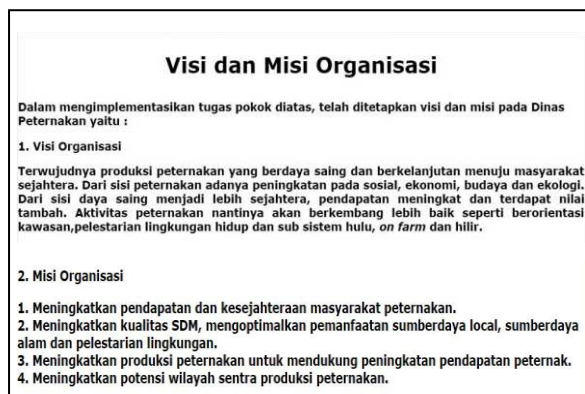 Visi dan Misi Organisasi
Dalam mengimplementasikan tugas pokok diatas, telah ditetapkan visi dan misi pada Dinas
Peternakan yaitu :
1. Visi Organisasi
Terwujudnya produksi peternakan yang berdaya saing dan berkelanjutan menuju masyarakat
sejahtera. Dari sisi peternakan adanya peningkatan pada sosial, ekonomi, budaya dan ekologi.
Dari sisi daya saing menjadi lebih sejahtera, pendapatan meningkat dan terdapat nilai
tambah. Aktivitas peternakan nantinya akan berkembang lebih baik seperti berorientasi
kawasan,pelestarian lingkungan hidup dan sub sistem hulu, on farm dan hilir.
2. Misi Organisasi
1. Meningkatkan pendapatan dan kesejahteraan masyarakat peternakan.
2. Meningkatkan kualitas SDM, mengoptimalkan pemanfaatan sumberdaya local, sumberdaya
alam dan pelestarian lingkungan.
3. Meningkatkan produksi peternakan untuk mendukung peningkatan pendapatan peternak.
4. Meningkatkan potensi wilayah sentra produksi peternakan.